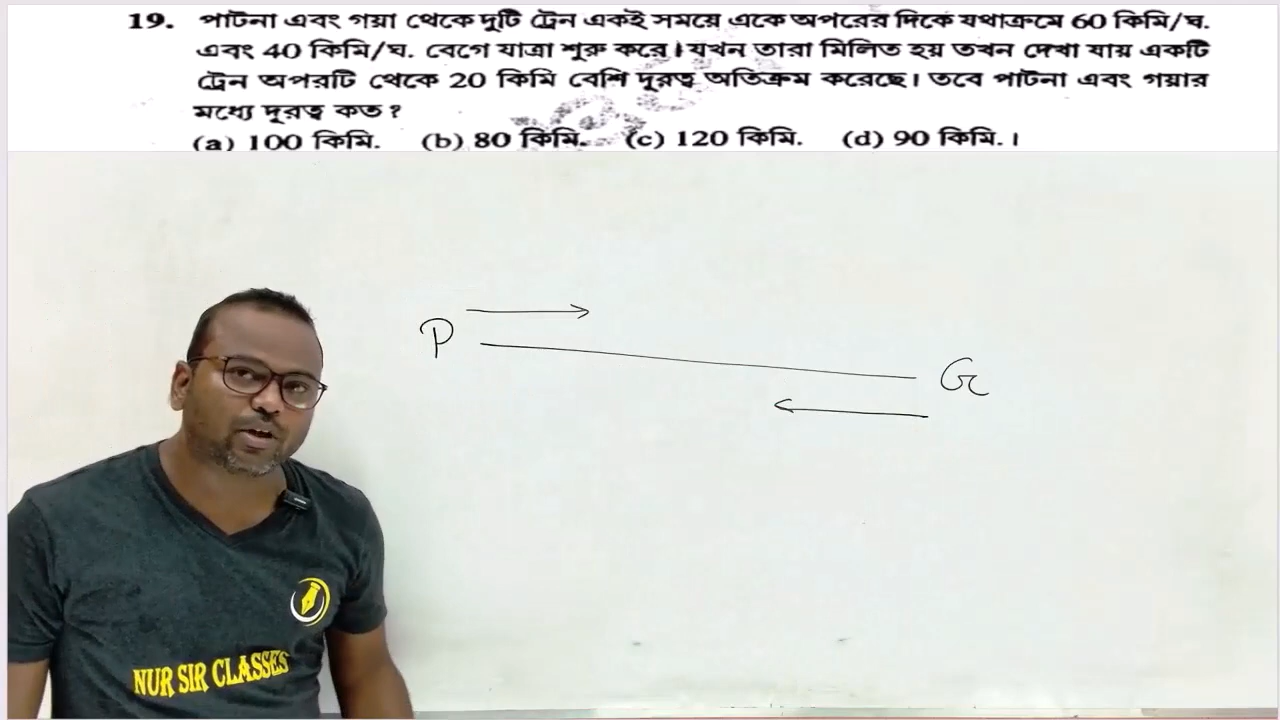 19. পাটনা এবং গয়া থেকে দুটি ট্রেন একই সময়ে একে অপরের দিকে যথাক্রমে 60 কিমি/ঘ.
এবং 40 কিমি/ঘ. বেগে যাত্রা শুরু করে। যখন তারা মিলিত হয় তখন দেখা যায় একটি
ট্রেন অপরটি থেকে 20 কিমি বেশি দূরত্ব অতিক্রম করেছে। তবে পাটনা এবং গয়ার
মধ্যে দূরত্ব কত?
(a) 100 কিমি. (b) 80 কিমি. (c) 120 কিমি. (d) 90 কিমি.।
P
G
NUR SIR CLASSES